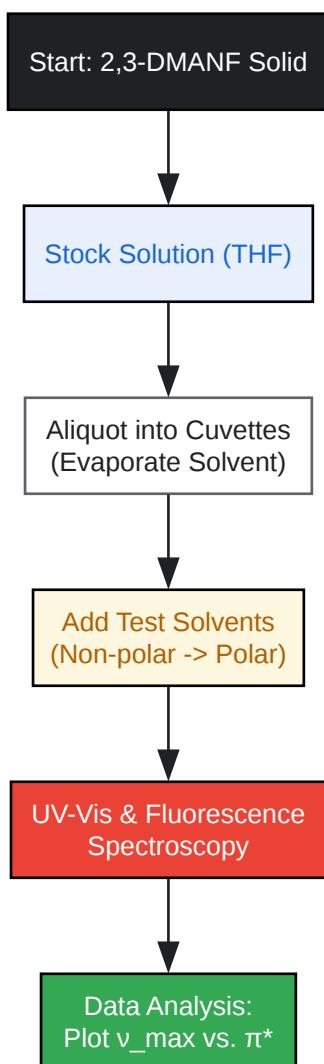 Start: 2,3-DMANF Solid
Stock Solution (THF)
Aliquot into Cuvettes
(Evaporate Solvent)
Add Test Solvents
(Non-polar -> Polar)
UV-Vis & Fluorescence
Spectroscopy
Data Analysis:
Plot ν_max vs. π*